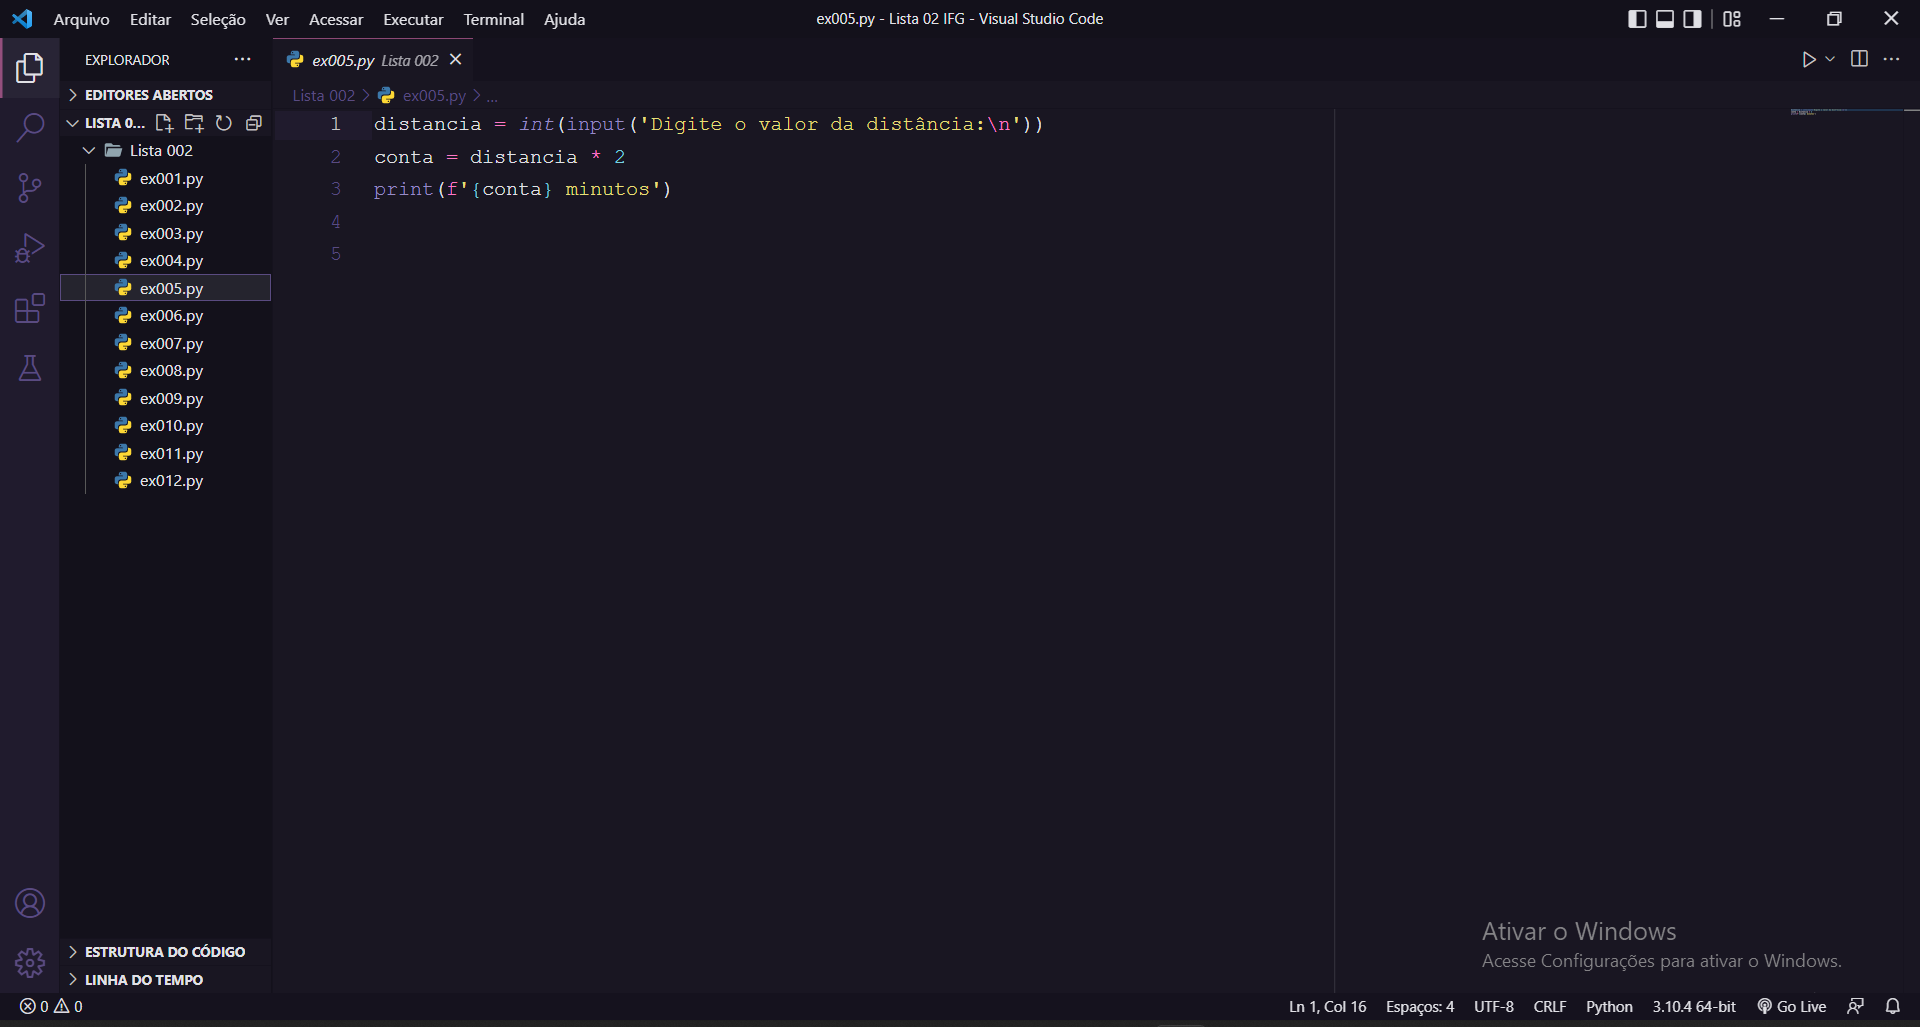 Arquivo Editar Seleção Ver Acessar Executar Terminal Ajuda
ex005.py - Lista 02 IFG - Visual Studio Code
EXPLORADOR
EDITORES ABERTOS
LISTA 0...
Lista 002
ex001.py
ex002.py
ex003.py
ex004.py
ex005.py
ex006.py
ex007.py
ex008.py
ex009.py
ex010.py
ex011.py
ex012.py
ESTRUTURA DO CÓDIGO
LINHA DO TEMPO
ex005.py Lista 002
Lista 002 > ex005.py > ...
1 distancia = int(input('Digite o valor da distância:\n'))
2 conta = distancia * 2
3 print(f'{conta} minutos')
4
5
Ativar o Windows
Acesse Configurações para ativar o Windows.
0 0
Ln 1, Col 16 Espaços: 4 UTF-8 CRLF Python 3.10.4 64-bit Go Live